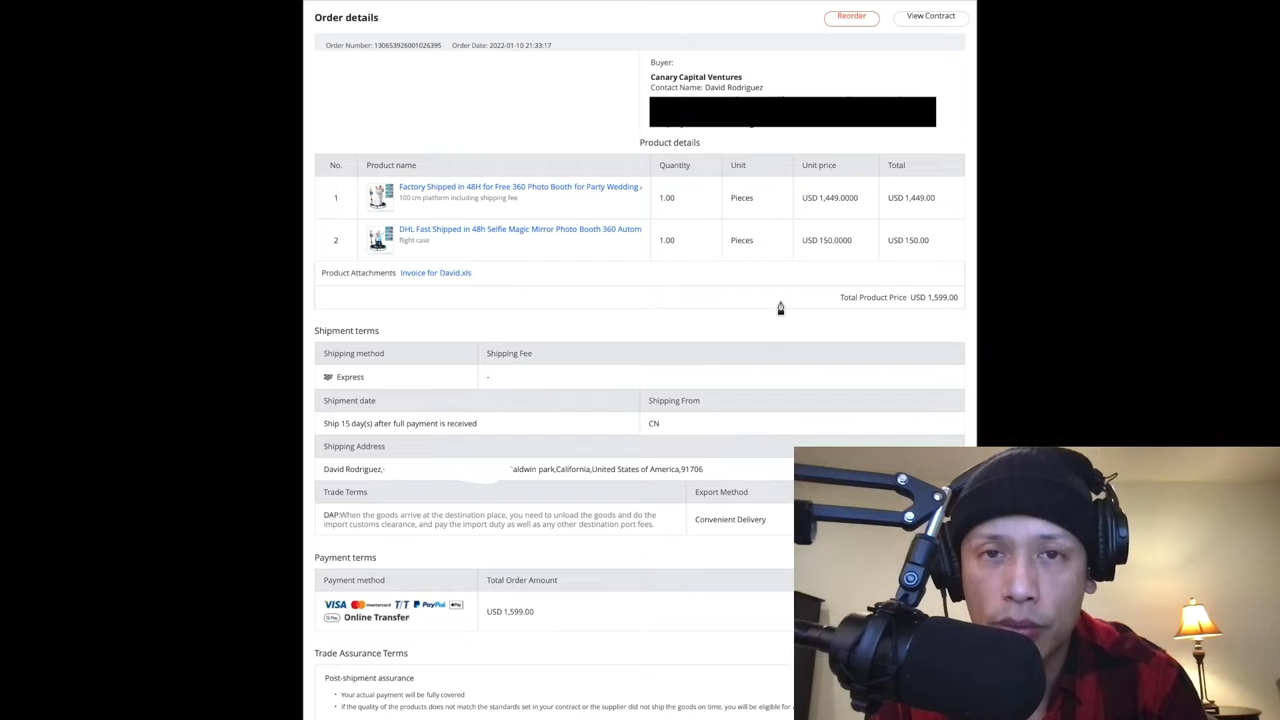 Order details
Reorder
View Contract
Order Number: 130653926001026395 Order Date: 2022-01-10 21:33:17
Buyer:
Canary Capital Ventures
Contact Name: David Rodriguez
Product details
No. Product name Quantity Unit Unit price Total
1 Factory Shipped in 48H for Free 360 Photo Booth for Party Wedding 1.00 Pieces USD 1,449.0000 USD 1,449.00
100 cm platform including shipping fee
2 DHL Fast Shipped in 48h Selfie Magic Mirror Photo Booth 360 Autom 1.00 Pieces USD 150.0000 USD 150.00
flight case
Product Attachments Invoice for David.xls
Total Product Price USD 1,599.00
Shipment terms
Shipping method Shipping Fee
Express -
Shipment date Shipping From
Ship 15 day(s) after full payment is received CN
Shipping Address
David Rodriguez, aldwin park,California,United States of America,91706
Trade Terms Export Method
DAP:When the goods arrive at the destination place, you need to unload the goods and do the
import customs clearance, and pay the import duty as well as any other destination port fees.
Convenient Delivery
Payment terms
Payment method Total Order Amount
VISA mastercard T/T PayPal Pay
G Pay Online Transfer
USD 1,599.00
Trade Assurance Terms
Post-shipment assurance
• Your actual payment will be fully covered
• If the quality of the products does not match the standards set in your contract or the supplier did not ship the goods on time, you will be eligible for